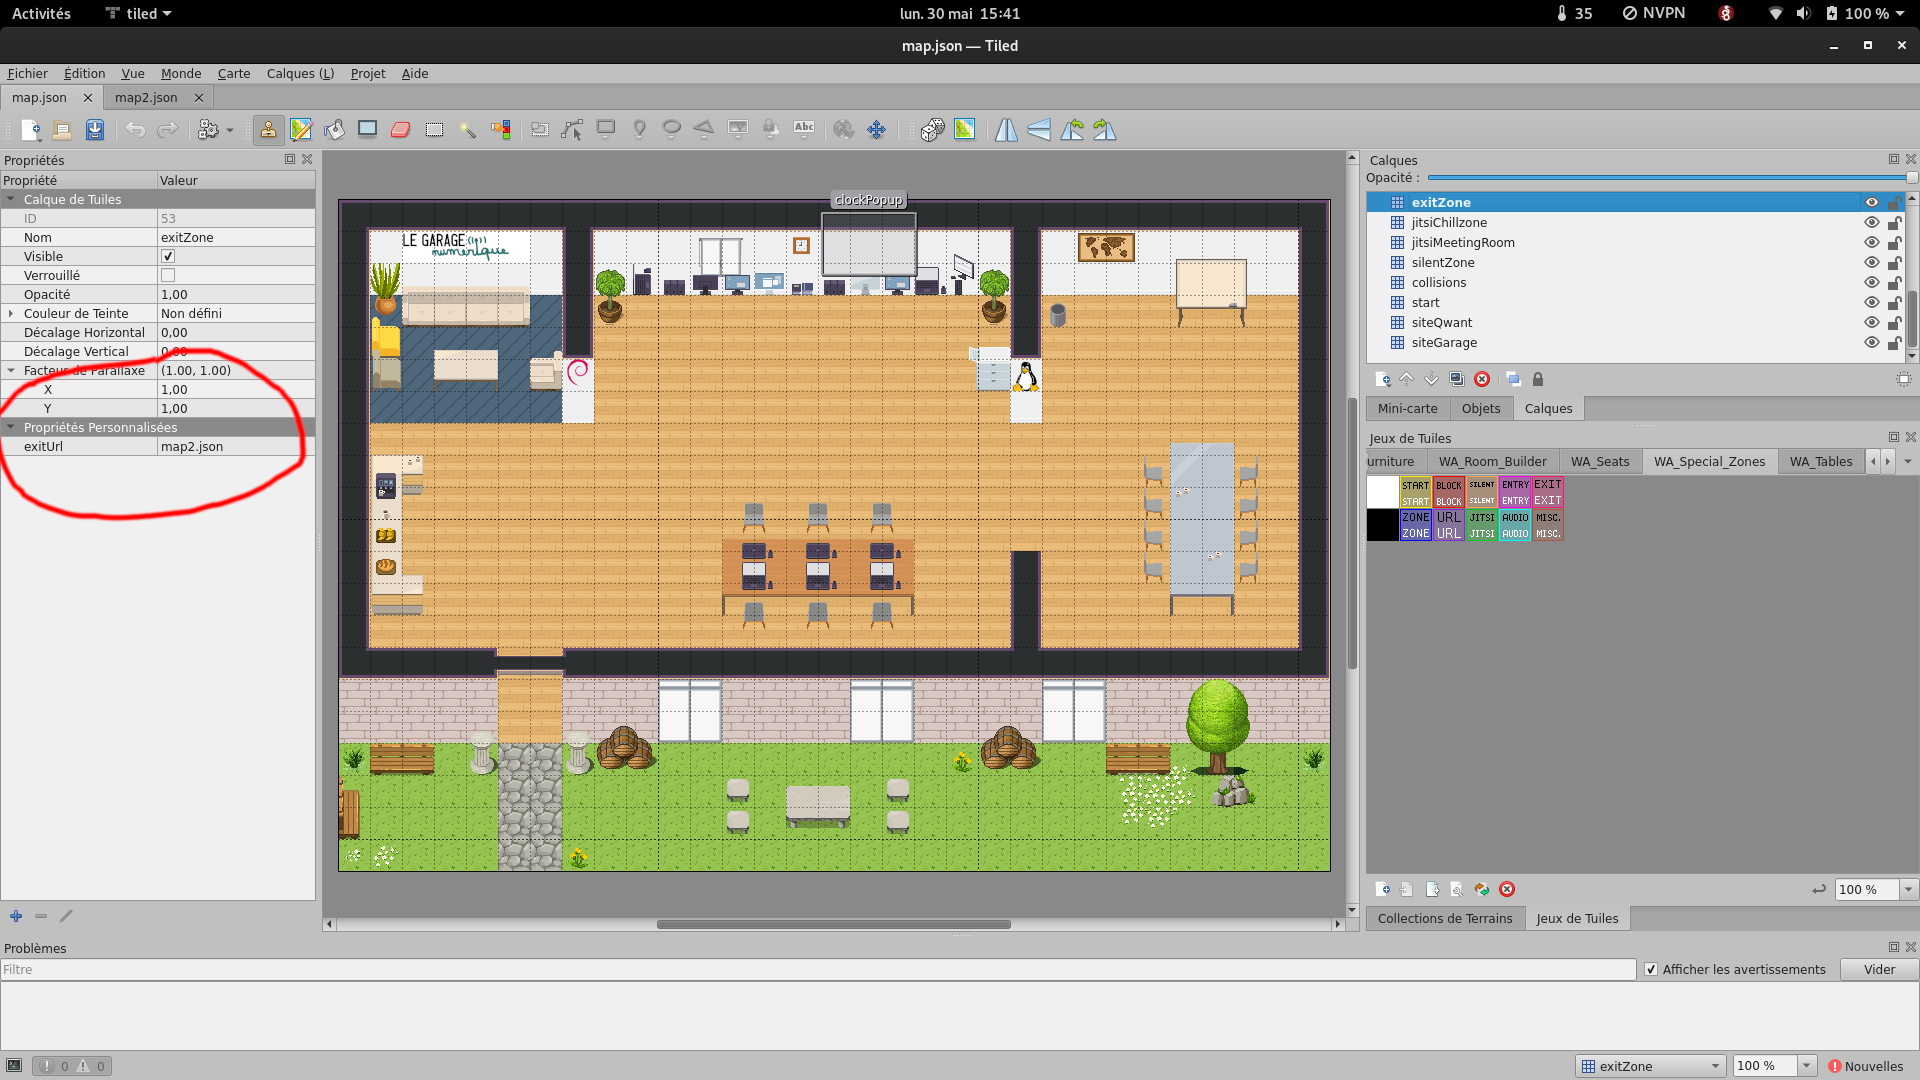 Activités tiled lun. 30 mai 15:41 35 NVPN 100 %
map.json — Tiled
Fichier Édition Vue Monde Carte Calques (L) Projet Aide
map.json map2.json
Abc
Propriétés
Propriété Valeur
Calque de Tuiles
ID 53
Nom exitZone
Visible
Verrouillé
Opacité 1,00
Couleur de Teinte Non défini
Décalage Horizontal 0,00
Décalage Vertical 0,00
Facteur de Parallaxe (1.00, 1.00)
X 1,00
Y 1,00
Propriétés Personnalisées
exitUrl map2.json
clockPopup
LE GARAGE
numérique
Calques
Opacité :
exitZone
jitsiChillzone
jitsiMeetingRoom
silentZone
collisions
start
siteQwant
siteGarage
Mini-carte Objets Calques
Jeux de Tuiles
urniture WA_Room_Builder WA_Seats WA_Special_Zones WA_Tables
START BLOCK SILENT ENTRY EXIT
START BLOCK SILENT ENTRY EXIT
ZONE URL JITSI AUDIO MISC.
ZONE URL JITSI AUDIO MISC.
100 %
Collections de Terrains Jeux de Tuiles
Problèmes
Filtre
Afficher les avertissements Vider
0 0
exitZone 100 % Nouvelles